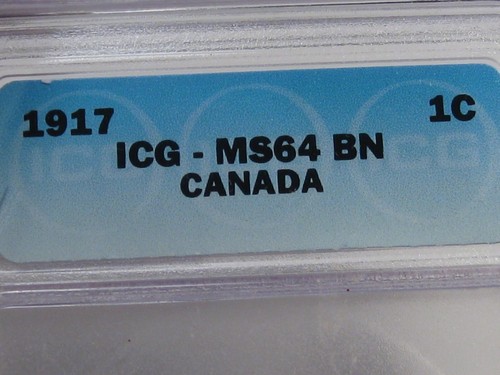 1917 1C
ICG - MS64 BN
CANADA